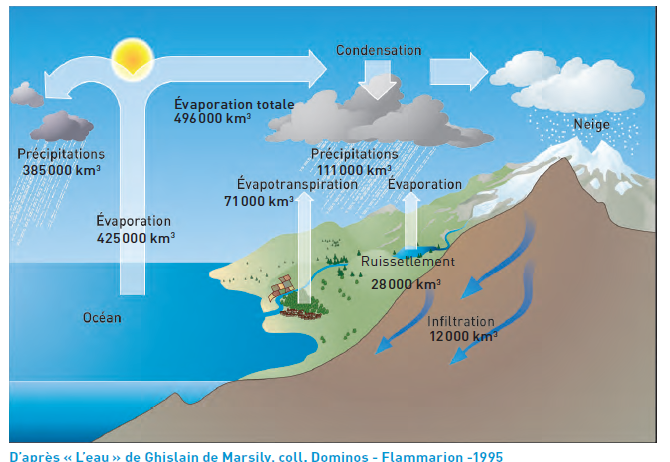 Condensation
Évaporation totale
496 000 km³
Neige
Précipitations
385 000 km³
Précipitations
111 000 km³
Évapotranspiration
71 000 km³
Évaporation
Évaporation
425 000 km³
Ruissellement
28 000 km³
Océan
Infiltration
12 000 km³
D'après « L'eau » de Ghislain de Marsily, coll. Dominos - Flammarion -1995